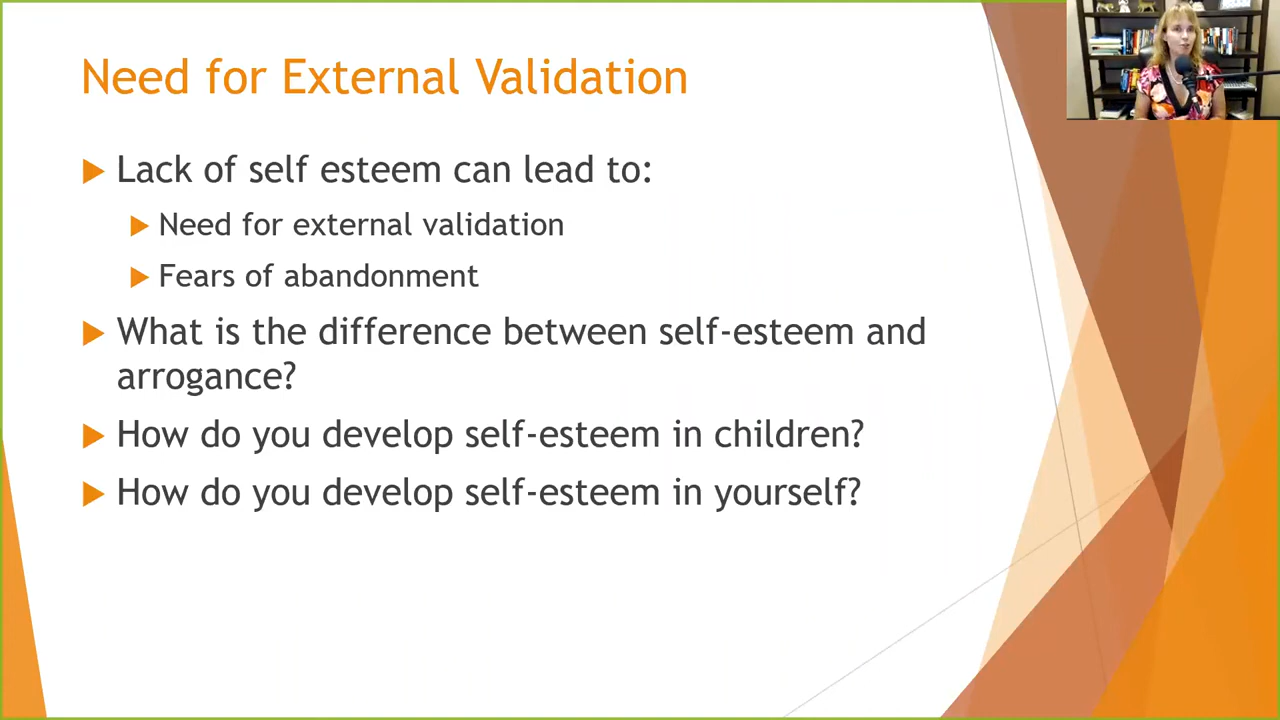 Need for External Validation
Lack of self esteem can lead to:
Need for external validation
Fears of abandonment
What is the difference between self-esteem and
arrogance?
How do you develop self-esteem in children?
How do you develop self-esteem in yourself?